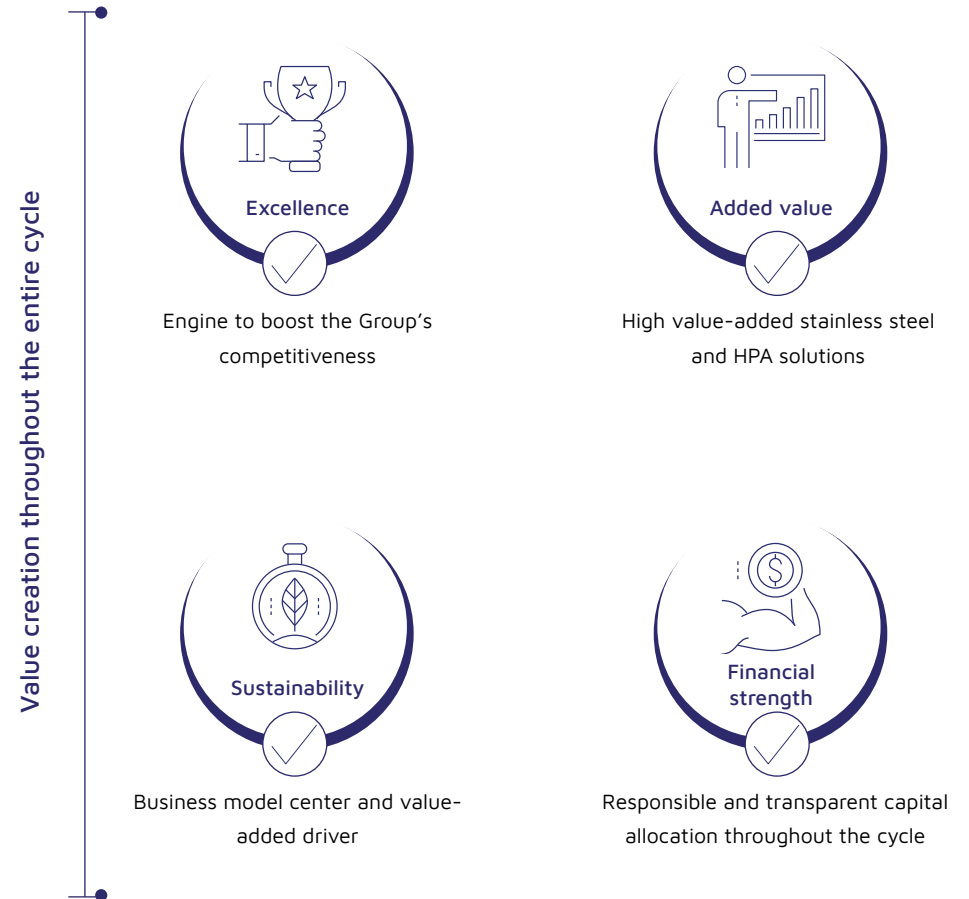 Value creation throughout the entire cycle
Excellence
Engine to boost the Group’s
competitiveness
Added value
High value-added stainless steel
and HPA solutions
Sustainability
Business model center and value-
added driver
$
Financial
strength
Responsible and transparent capital
allocation throughout the cycle